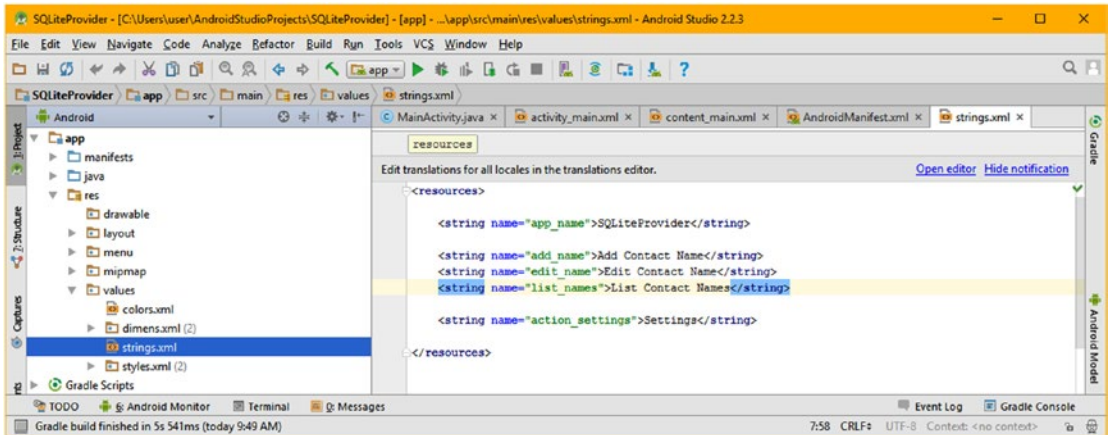 SQLiteProvider - [C:\Users\user\AndroidStudioProjects\SQLiteProvider] - [app] - ...\app\src\main\res\values\strings.xml - Android Studio 2.2.3
File Edit View Navigate Code Analyze Refactor Build Run Tools VCS Window Help
app
SQLiteProvider app src main res values strings.xml
Android
MainActivity.java activity_main.xml content_main.xml AndroidManifest.xml strings.xml
1: Project
7: Structure
Captures
app
manifests
java
res
drawable
layout
menu
mipmap
values
colors.xml
dimens.xml (2)
strings.xml
styles.xml (2)
Gradle Scripts
resources
Edit translations for all locales in the translations editor. Open editor Hide notification
<resources>
<string name="app_name">SQLiteProvider</string>
<string name="add_name">Add Contact Name</string>
<string name="edit_name">Edit Contact Name</string>
<string name="list_names">List Contact Names</string>
<string name="action_settings">Settings</string>
</resources>
Gradle
Android Model
TODO 6: Android Monitor Terminal 0: Messages Event Log Gradle Console
Gradle build finished in 5s 541ms (today 9:49 AM) 7:58 CRLF UTF-8 Context: <no context>